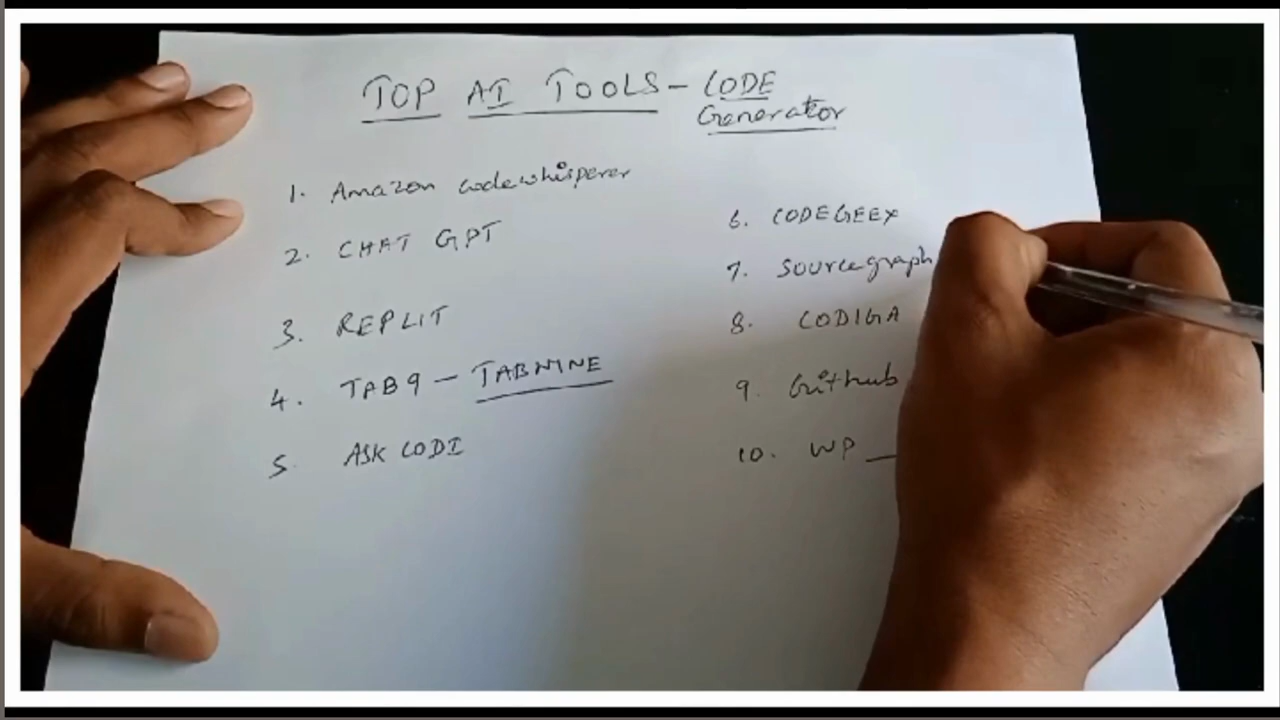 TOP AI TOOLS - CODE
Generator
1. Amazon codewhisperer
2. CHAT GPT
3. REPLIT
4. TAB9 - TABNINE
5. ASK CODI
6. CODEGEEX
7. Sourcegraph
8. CODIGA
9. Github
10. WP _